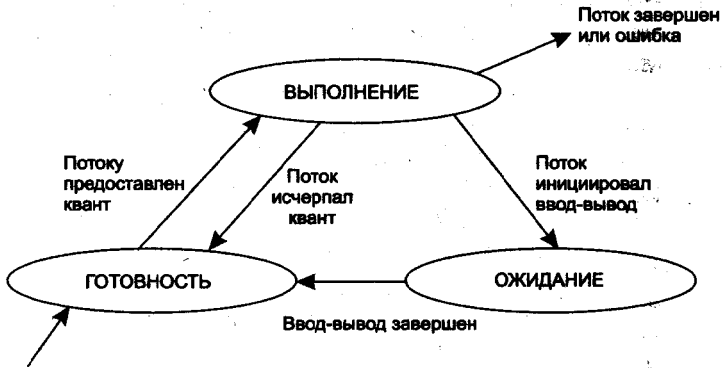 Поток завершен
или ошибка
ВЫПОЛНЕНИЕ
Потоку
предоставлен
квант
Поток
исчерпал
квант
Поток
инициировал
ввод-вывод
ГОТОВНОСТЬ
ОЖИДАНИЕ
Ввод-вывод завершен